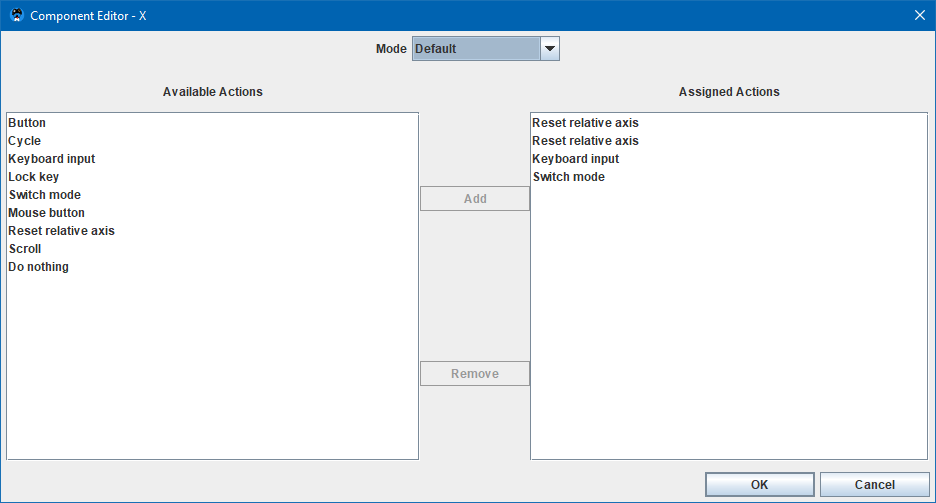 Component Editor - X
Mode Default
Available Actions
Assigned Actions
Button
Cycle
Keyboard input
Lock key
Switch mode
Mouse button
Reset relative axis
Scroll
Do nothing
Add
Remove
Reset relative axis
Reset relative axis
Keyboard input
Switch mode
OK
Cancel